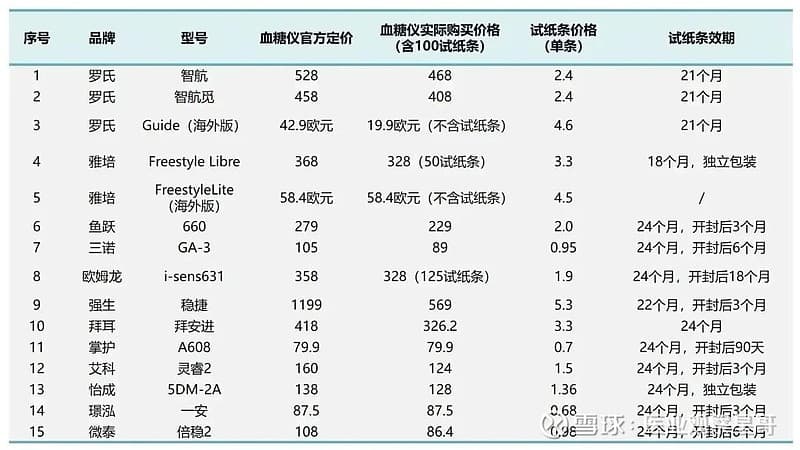 序号 品牌 型号 血糖仪官方定价 血糖仪实际购买价格 试纸条价格 试纸条效期
(含100试纸条) (单条)
1 罗氏 智航 528 468 2.4 21个月
2 罗氏 智航觅 458 408 2.4 21个月
3 罗氏 Guide（海外版） 42.9欧元 19.9欧元（不含试纸条） 4.6 21个月
4 雅培 Freestyle Libre 368 328（50试纸条） 3.3 18个月，独立包装
5 雅培 FreestyleLite 58.4欧元 58.4欧元（不含试纸条） 4.5 /
（海外版）
6 鱼跃 660 279 229 2.0 24个月，开封后3个月
7 三诺 GA-3 105 89 0.95 24个月，开封后6个月
8 欧姆龙 i-sens631 358 328（125试纸条） 1.9 24个月，开封后18个月
9 强生 稳捷 1199 569 5.3 22个月，开封后3个月
10 拜耳 拜安进 418 326.2 3.3 24个月
11 掌护 A608 79.9 79.9 0.7 24个月，开封后90天
12 艾科 灵睿2 160 124 1.5 24个月，开封后3个月
13 怡成 5DM-2A 138 128 1.36 24个月，独立包装
14 璟泓 一安 87.5 87.5 0.68 24个月，开封后3个月
15 微泰 倍稳2 108 86.4 0.98 24个月，开封后6个月
雪球：